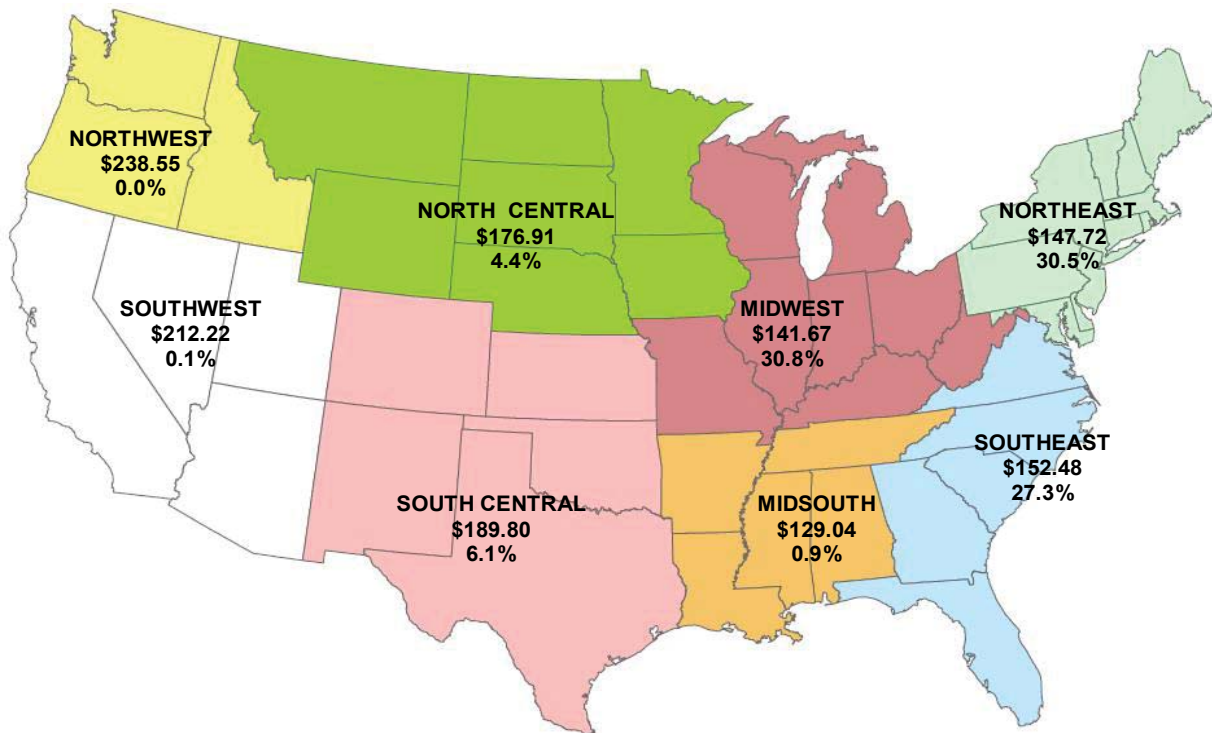 NORTHWEST
$238.55
0.0%
NORTH CENTRAL
$176.91
4.4%
NORTHEAST
$147.72
30.5%
SOUTHWEST
$212.22
0.1%
MIDWEST
$141.67
30.8%
SOUTHEAST
$152.48
27.3%
SOUTH CENTRAL
$189.80
6.1%
MIDSOUTH
$129.04
0.9%